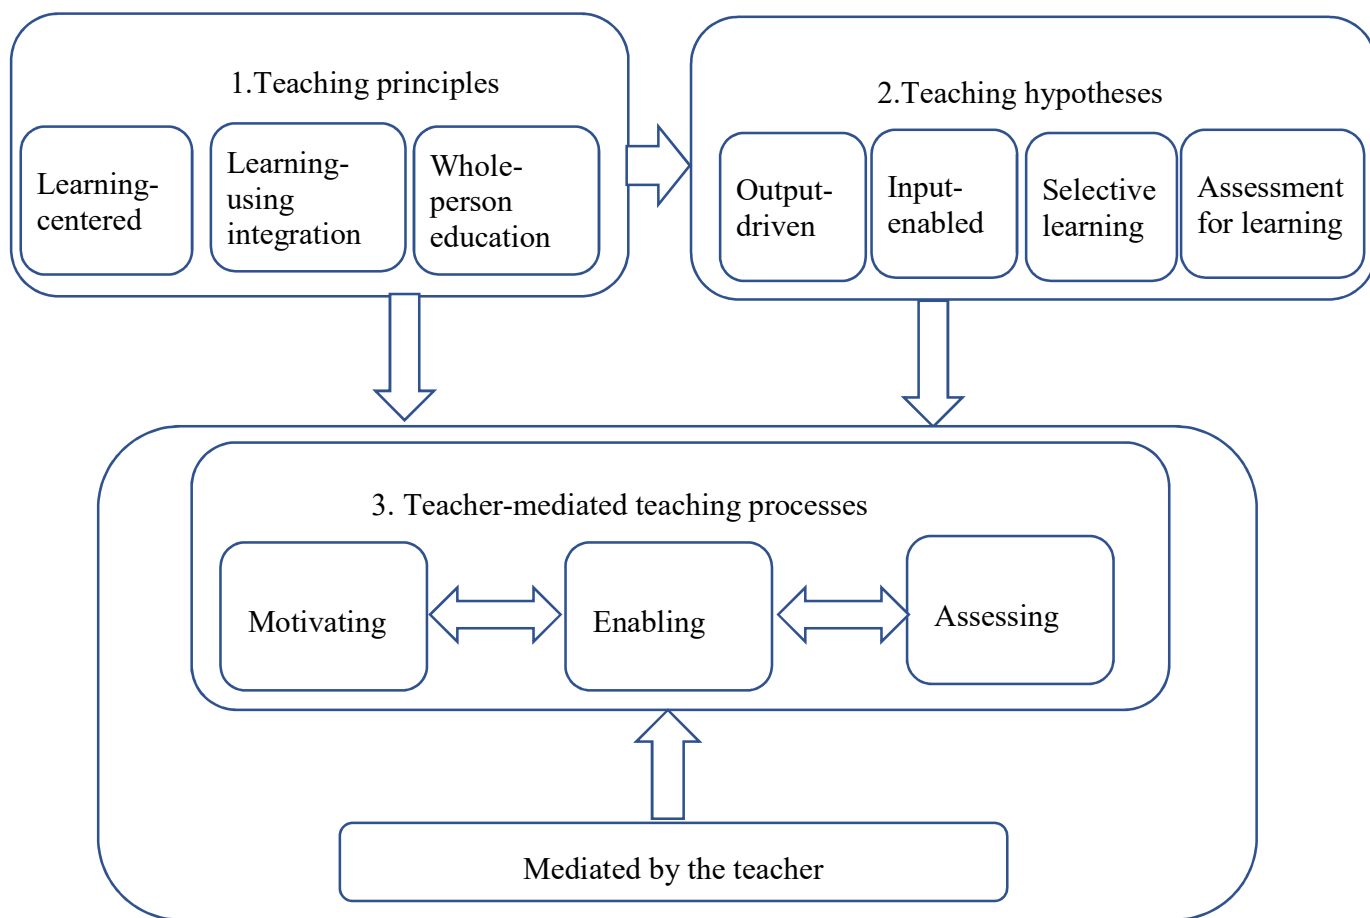 1.Teaching principles
Learning-
centered
Learning-
using
integration
Whole-
person
education
2.Teaching hypotheses
Output-
driven
Input-
enabled
Selective
learning
Assessment
for learning
3. Teacher-mediated teaching processes
Motivating
Enabling
Assessing
Mediated by the teacher